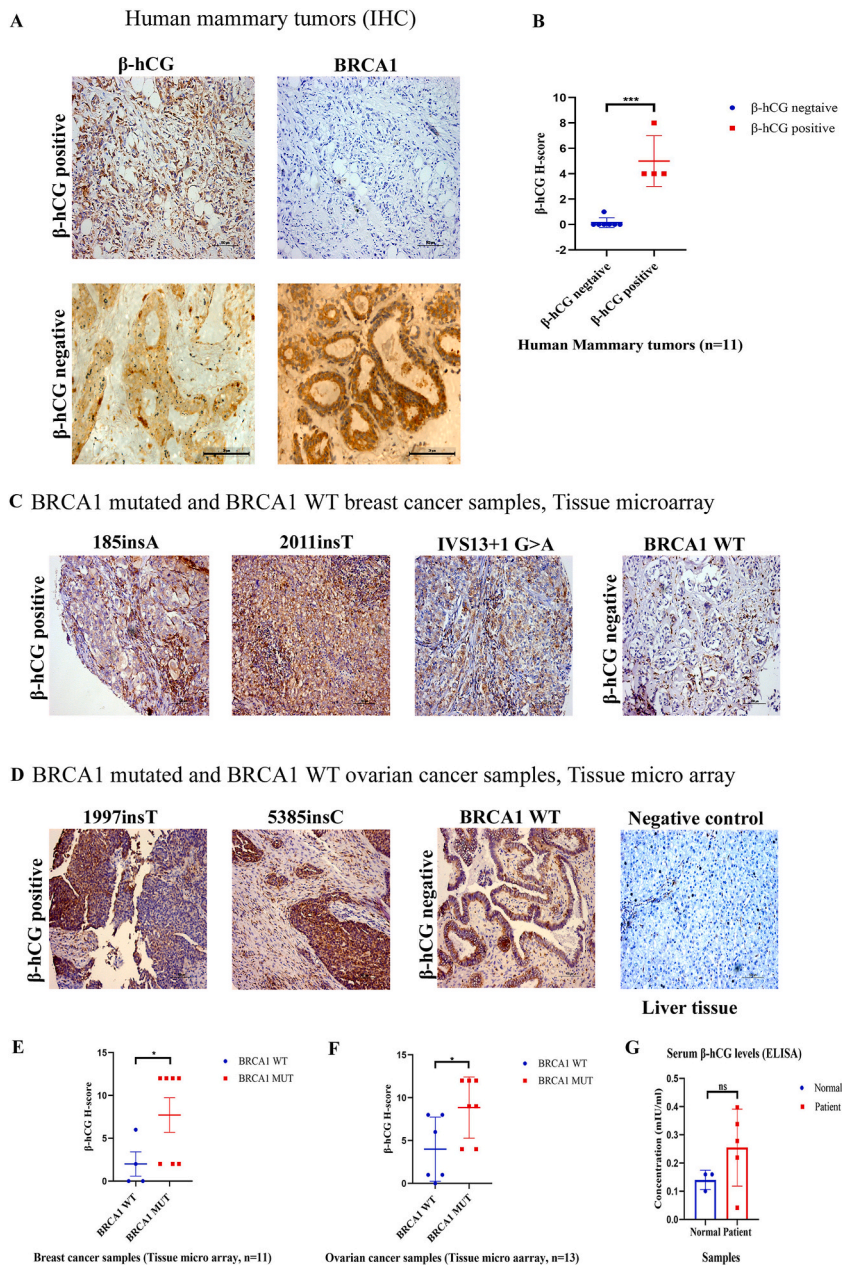 A
Human mammary tumors (IHC)
β-hCG
BRCA1
β-hCG positive
β-hCG negative
B
***
β-hCG negtaive
β-hCG positive
β-hCG H-score
10
8
6
4
2
0
-2
β-hCG negtaive
β-hCG positive
Human Mammary tumors (n=11)
C BRCA1 mutated and BRCA1 WT breast cancer samples, Tissue microarray
185insA
2011insT
IVS13+1 G>A
BRCA1 WT
β-hCG positive
β-hCG negative
D BRCA1 mutated and BRCA1 WT ovarian cancer samples, Tissue micro array
1997insT
5385insC
BRCA1 WT
Negative control
β-hCG positive
β-hCG negative
Liver tissue
E
*
BRCA1 WT
BRCA1 MUT
β-hCG H-score
15
10
5
0
BRCA1 WT
BRCA1 MUT
Breast cancer samples (Tissue micro array, n=11)
F
*
BRCA1 WT
BRCA1 MUT
β-hCG H-score
15
10
5
0
BRCA1 WT
BRCA1 MUT
Ovarian cancer samples (Tissue micro aarray, n=13)
G
Serum β-hCG levels (ELISA)
ns
Normal
Patient
Concentration (mIU/ml)
0.5
0.4
0.3
0.2
0.1
0.0
Normal Patient
Samples